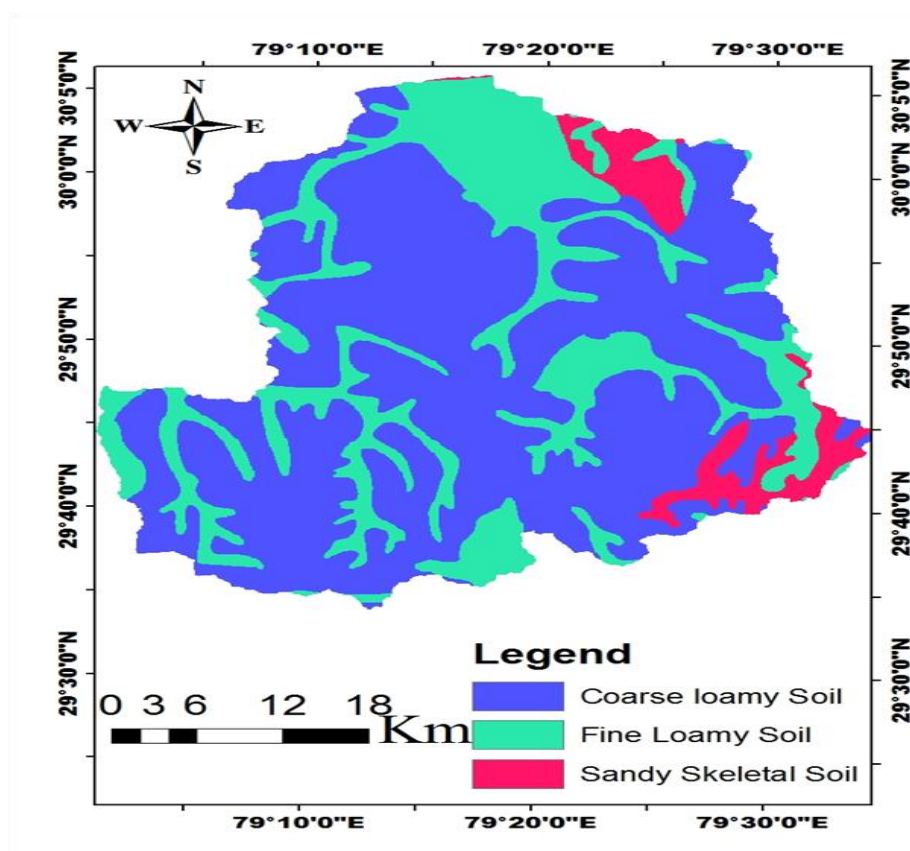 79°10'0"E 79°20'0"E 79°30'0"E
30°5'0"N
30°5'0"N
N
W E
S
30°0'0"N
30°0'0"N
29°50'0"N
29°50'0"N
29°40'0"N
29°40'0"N
29°30'0"N
29°30'0"N
Legend
Coarse loamy Soil
Fine Loamy Soil
Sandy Skeletal Soil
0 3 6 12 18
Km
79°10'0"E 79°20'0"E 79°30'0"E